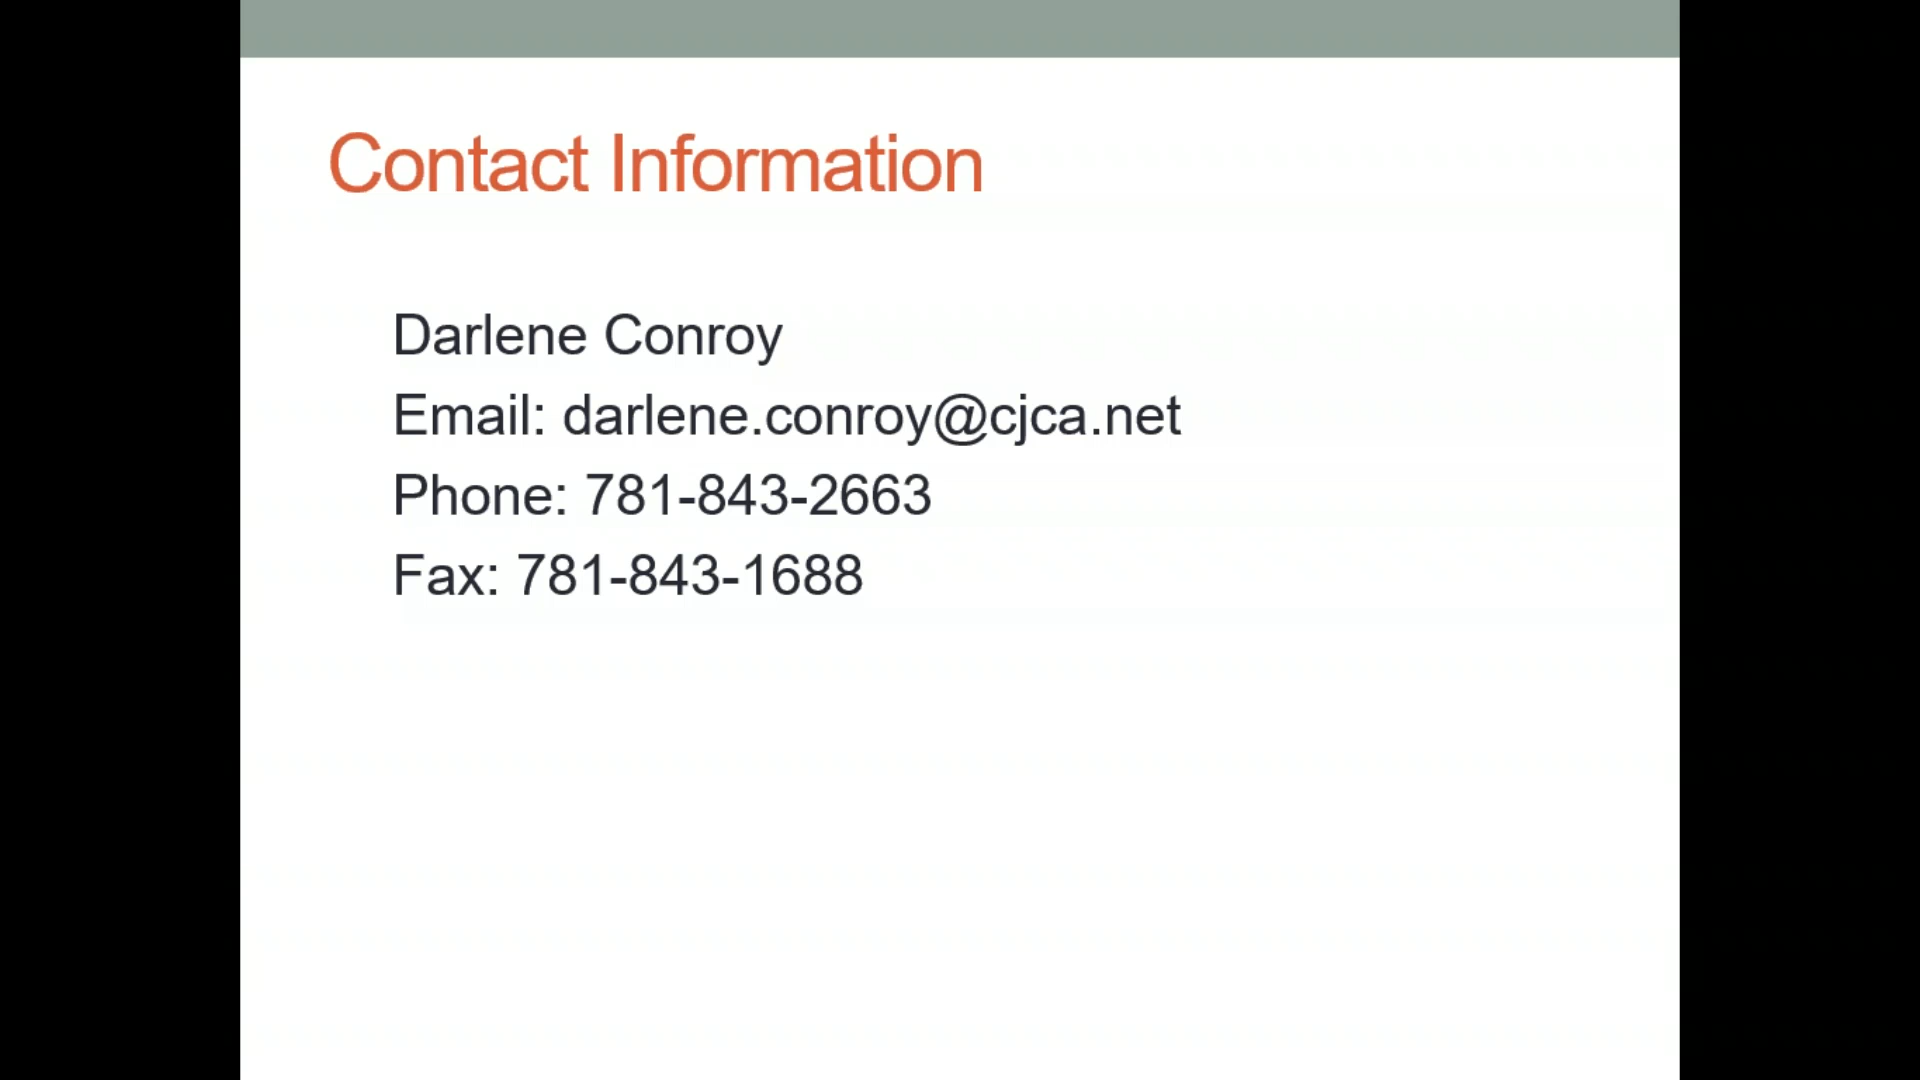 Contact Information
Darlene Conroy
Email: darlene.conroy@cjca.net
Phone: 781-843-2663
Fax: 781-843-1688